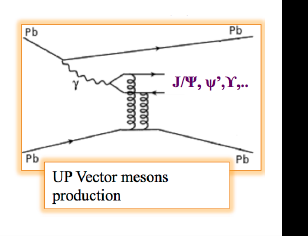 Pb Pb
γ J/Ψ, ψ',Υ,..
Pb Pb
UP Vector mesons
production